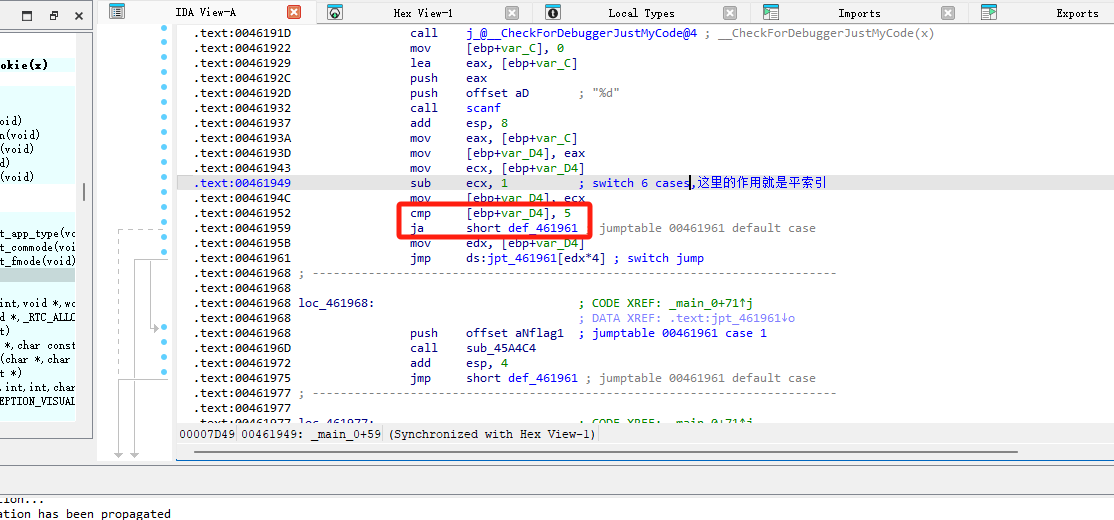 IDA View-A
Hex View-1
Local Types
Imports
Exports
okie(x)
oid)
n(void)
(void)
d)
(void)
t_app_type(vo
t_commode(voi
t_fmode(void)
int,void *,wc
d *,_RTC_ALLO
t)
*,char const
(char *,char
t *)
,int,int,char
EPTION_VISUAL
.text:0046191D call j_@__CheckForDebuggerJustMyCode@4 ; __CheckForDebuggerJustMyCode(x)
.text:00461922 mov [ebp+var_C], 0
.text:00461929 lea eax, [ebp+var_C]
.text:0046192C push eax
.text:0046192D push offset aD ; "%d"
.text:00461932 call scanf
.text:00461937 add esp, 8
.text:0046193A mov eax, [ebp+var_C]
.text:0046193D mov [ebp+var_D4], eax
.text:00461943 mov ecx, [ebp+var_D4]
.text:00461949 sub ecx, 1 ; switch 6 cases,这里的作用就是平索引
.text:0046194C mov [ebp+var_D4], ecx
.text:00461952 cmp [ebp+var_D4], 5
.text:00461959 ja short def_461961 jumptable 00461961 default case
.text:0046195B mov edx, [ebp+var_D4]
.text:00461961 jmp ds:jpt_461961[edx*4] ; switch jump
.text:00461968 ; ---------------------------------------------------------------------------
.text:00461968
.text:00461968 loc_461968: ; CODE XREF: _main_0+71↑j
.text:00461968 ; DATA XREF: .text:jpt_461961↓o
.text:00461968 push offset aNflag1 ; jumptable 00461961 case 1
.text:0046196D call sub_45A4C4
.text:00461972 add esp, 4
.text:00461975 jmp short def_461961 ; jumptable 00461961 default case
.text:00461977 ; ---------------------------------------------------------------------------
.text:00461977
.text:00461977 loc_461977: ; CODE XREF: _main_0+71↑j
00007D49 00461949: _main_0+59 (Synchronized with Hex View-1)
tion...
ation has been propagated